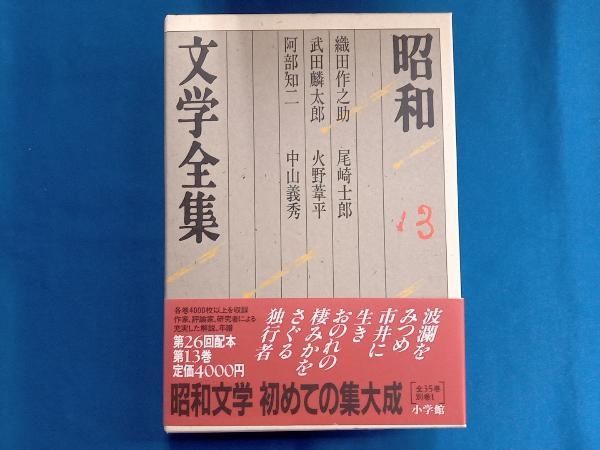 昭和
文学全集
13
織田作之助
武田麟太郎
阿部知二
尾崎士郎
火野葦平
中山義秀
波瀾を
みつめ
市井に
生き
おのれの
棲みかを
さぐる
独行者
各巻4000枚以上を収録
作家、評論家、研究者による
充実した解説、年譜
第26回配本
第13巻
定価4000円
昭和文学 初めての集大成
全35巻
別巻1
小学館